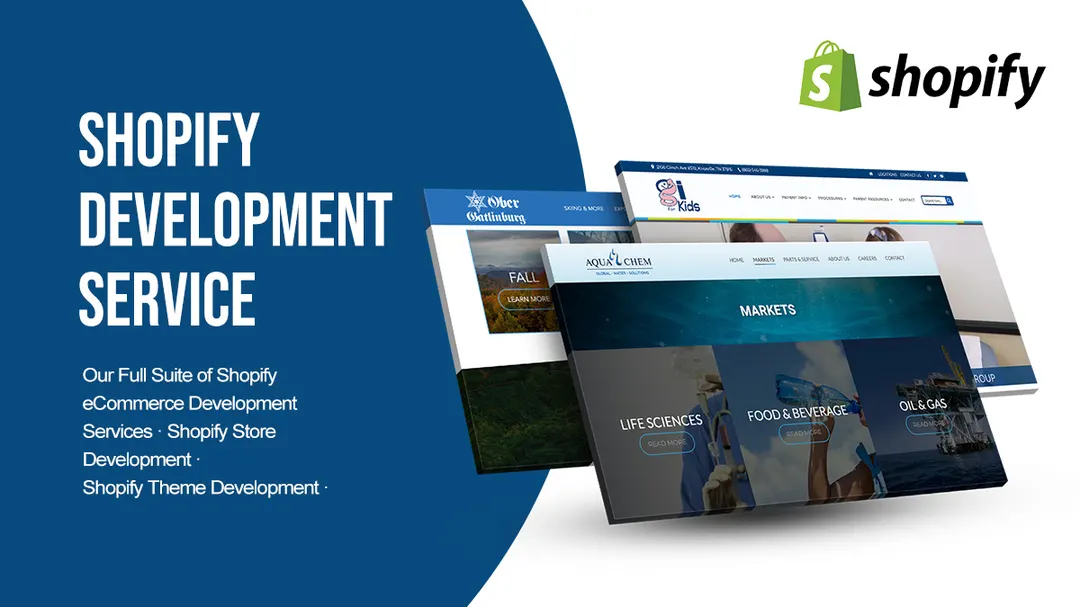 shopify
SHOPIFY
DEVELOPMENT
SERVICE
Our Full Suite of Shopify
eCommerce Development
Services · Shopify Store
Development ·
Shopify Theme Development ·
LOCATIONS CONTACT US
GI
for Kids
HOME ABOUT US PATIENT INFO PROCEDURES PARENT RESOURCES CONTACT
Ober
Gatlinburg
SKIING & MORE
FALL
LEARN MORE
AQUA CHEM
GLOBAL · WATER · SOLUTIONS
HOME MARKETS PARTS & SERVICE ABOUT US CAREERS CONTACT
MARKETS
LIFE SCIENCES
READ MORE
FOOD & BEVERAGE
READ MORE
OIL & GAS
READ MORE
ROUP